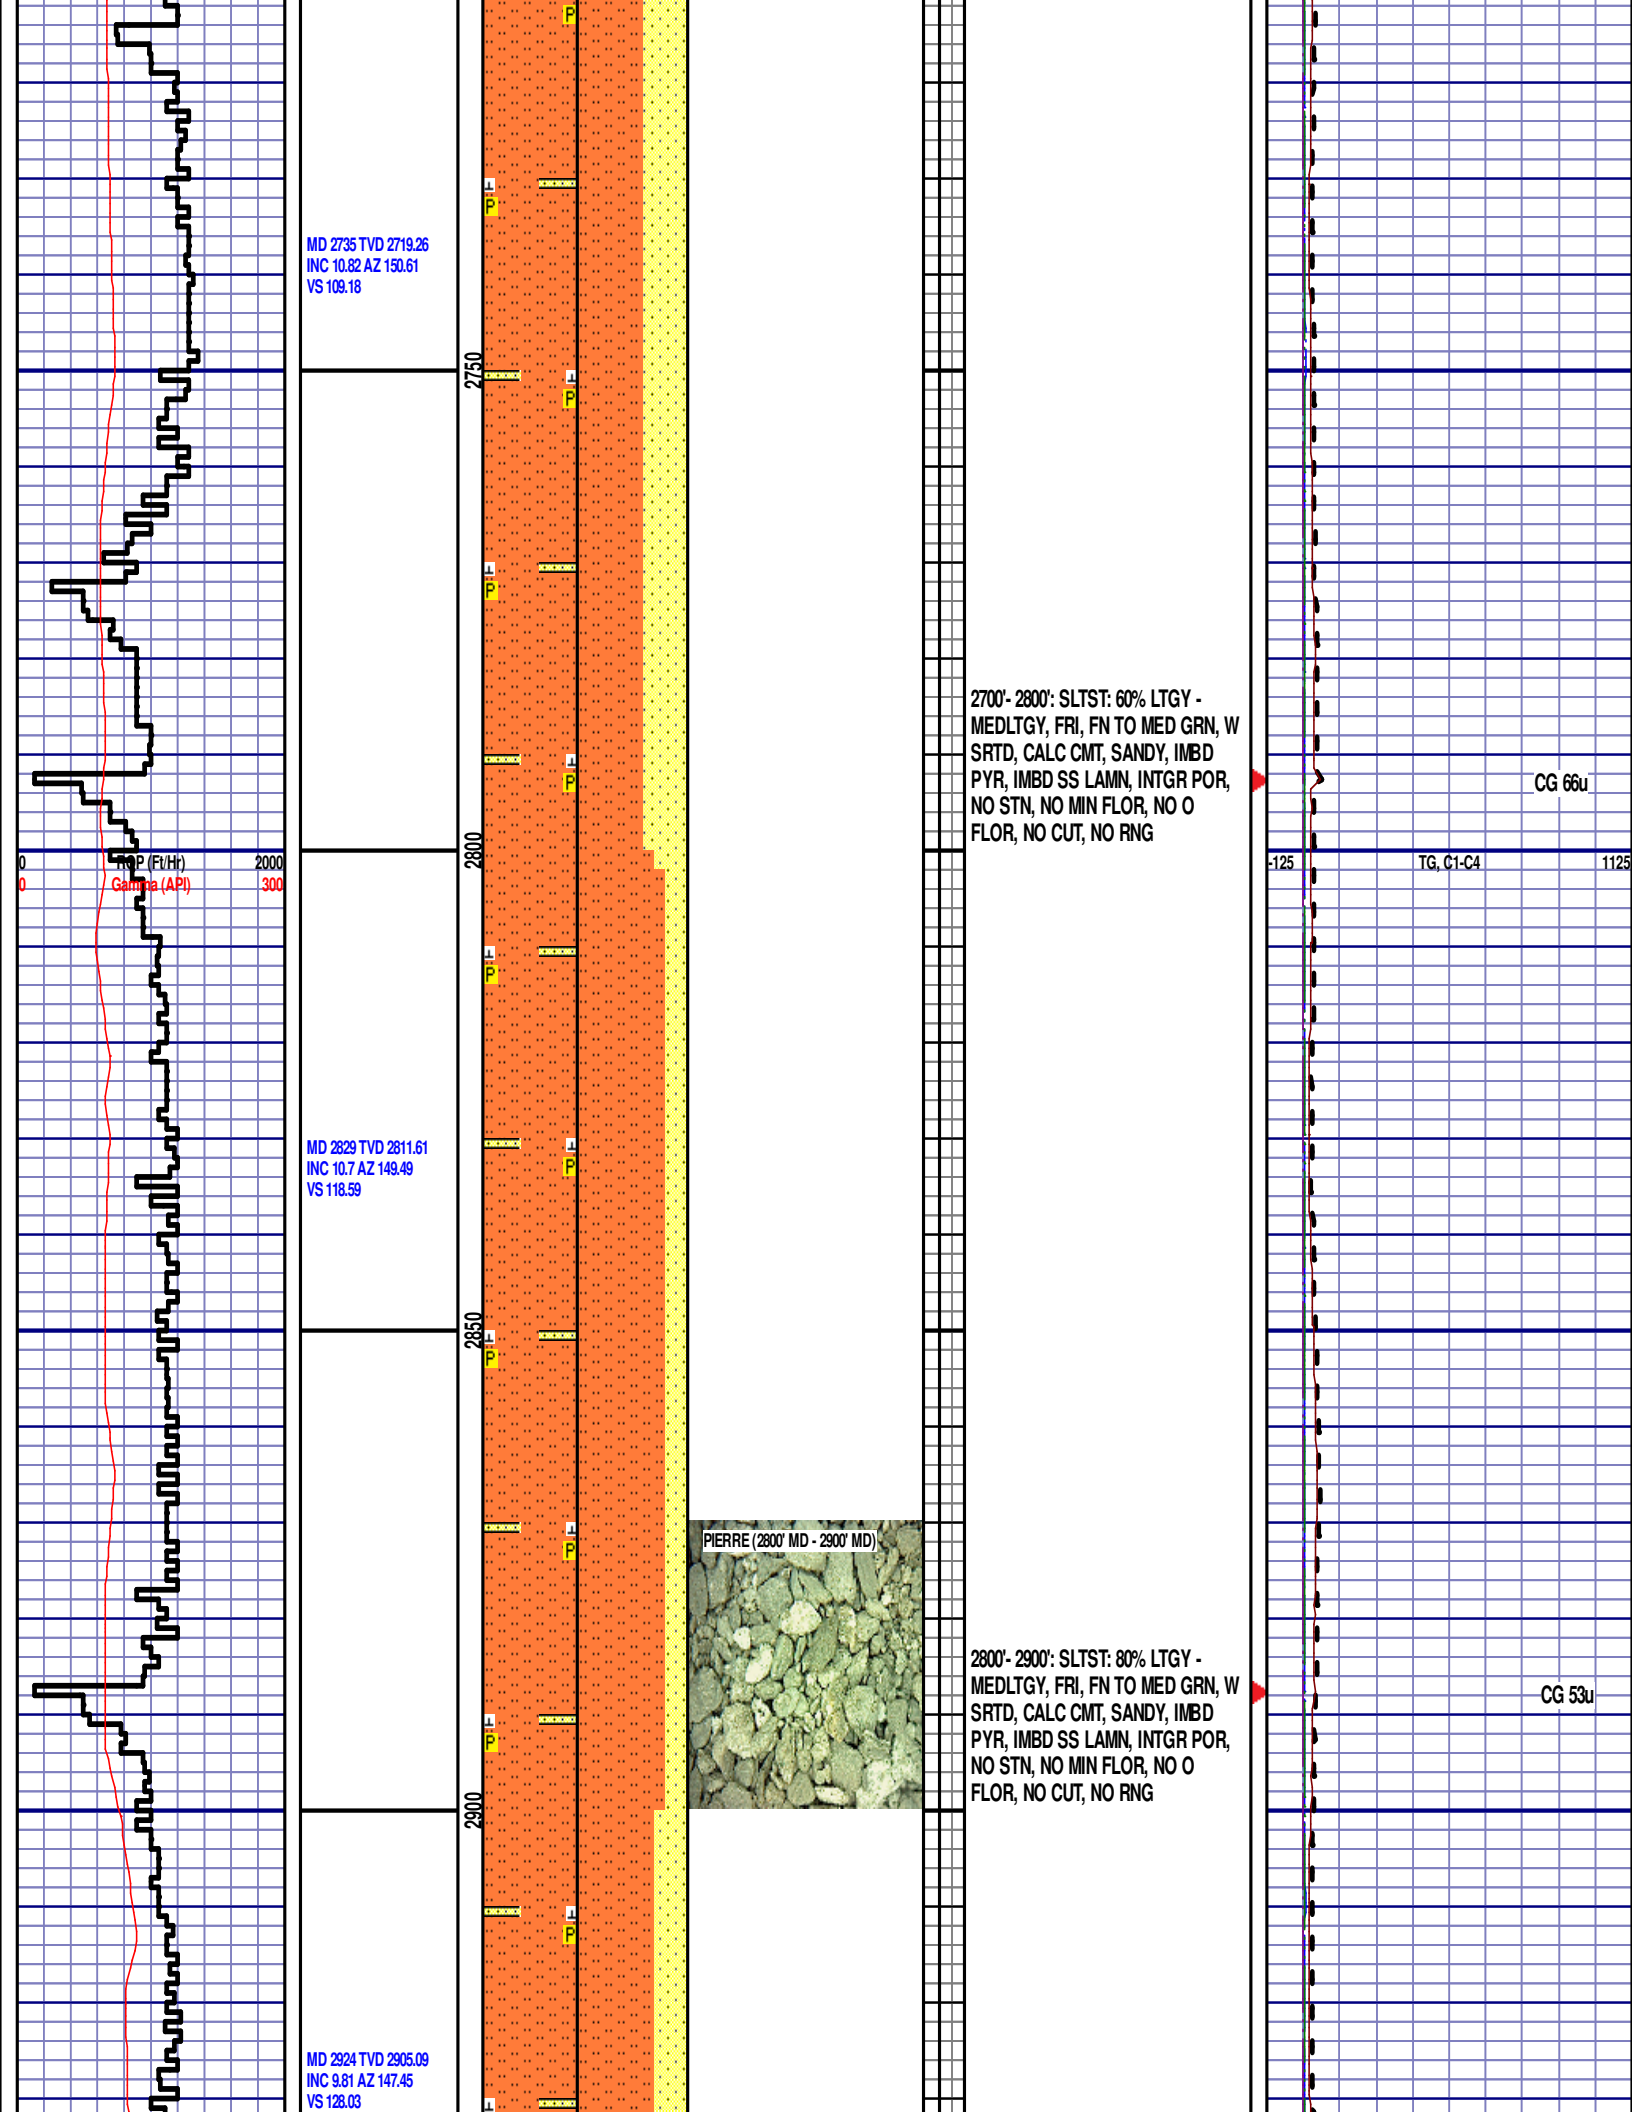 P
P
MD 2735 TVD 2719.26
INC 10.82 AZ 150.61
VS 109.18
2750
P
P
2700'- 2800': SLTST: 60% LTGY -
MEDLTGY, FRI, FN TO MED GRN, W
SRTD, CALC CMT, SANDY, IMBD
PYR, IMBD SS LAMN, INTGR POR,
NO STN, NO MIN FLOR, NO O
FLOR, NO CUT, NO RNG
P
CG 66u
2800
0 ROP (Ft/Hr) 2000
0 Gamma (API) 300
-125 TG, C1-C4 1125
P
MD 2829 TVD 2811.61
INC 10.7 AZ 149.49
VS 118.59
P
2850
P
PIERRE (2800' MD - 2900' MD)
P
2800'- 2900': SLTST: 80% LTGY -
MEDLTGY, FRI, FN TO MED GRN, W
SRTD, CALC CMT, SANDY, IMBD
PYR, IMBD SS LAMN, INTGR POR,
NO STN, NO MIN FLOR, NO O
FLOR, NO CUT, NO RNG
CG 53u
P
2900
P
MD 2924 TVD 2905.09
INC 9.81 AZ 147.45
VS 128.03